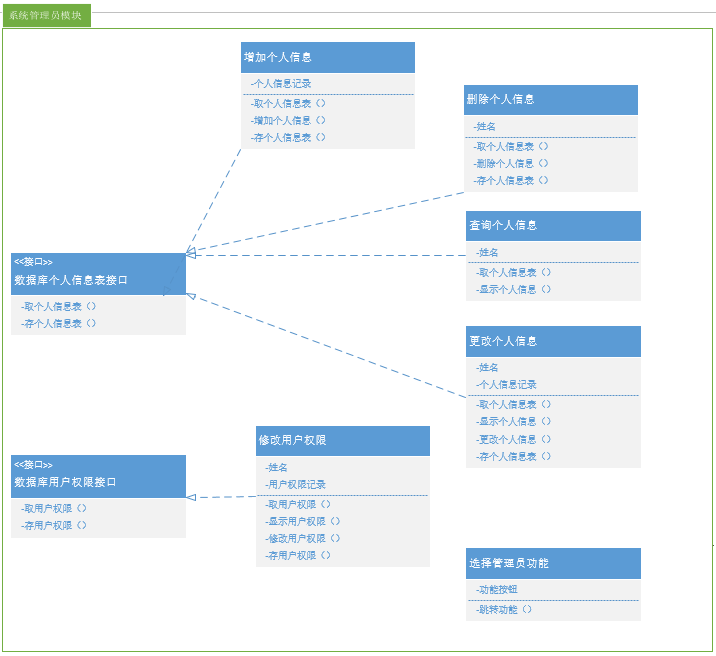 系统管理员模块
增加个人信息
-个人信息记录
-取个人信息表（）
-增加个人信息（）
-存个人信息表（）
删除个人信息
-姓名
-取个人信息表（）
-删除个人信息（）
-存个人信息表（）
查询个人信息
-姓名
-取个人信息表（）
-显示个人信息（）
<<接口>>
数据库个人信息表接口
-取个人信息表（）
-存个人信息表（）
更改个人信息
-姓名
-个人信息记录
-取个人信息表（）
-显示个人信息（）
-更改个人信息（）
-存个人信息表（）
修改用户权限
-姓名
-用户权限记录
-取用户权限（）
-显示用户权限（）
-修改用户权限（）
-存用户权限（）
<<接口>>
数据库用户权限接口
-取用户权限（）
-存用户权限（）
选择管理员功能
-功能按钮
-跳转功能（）